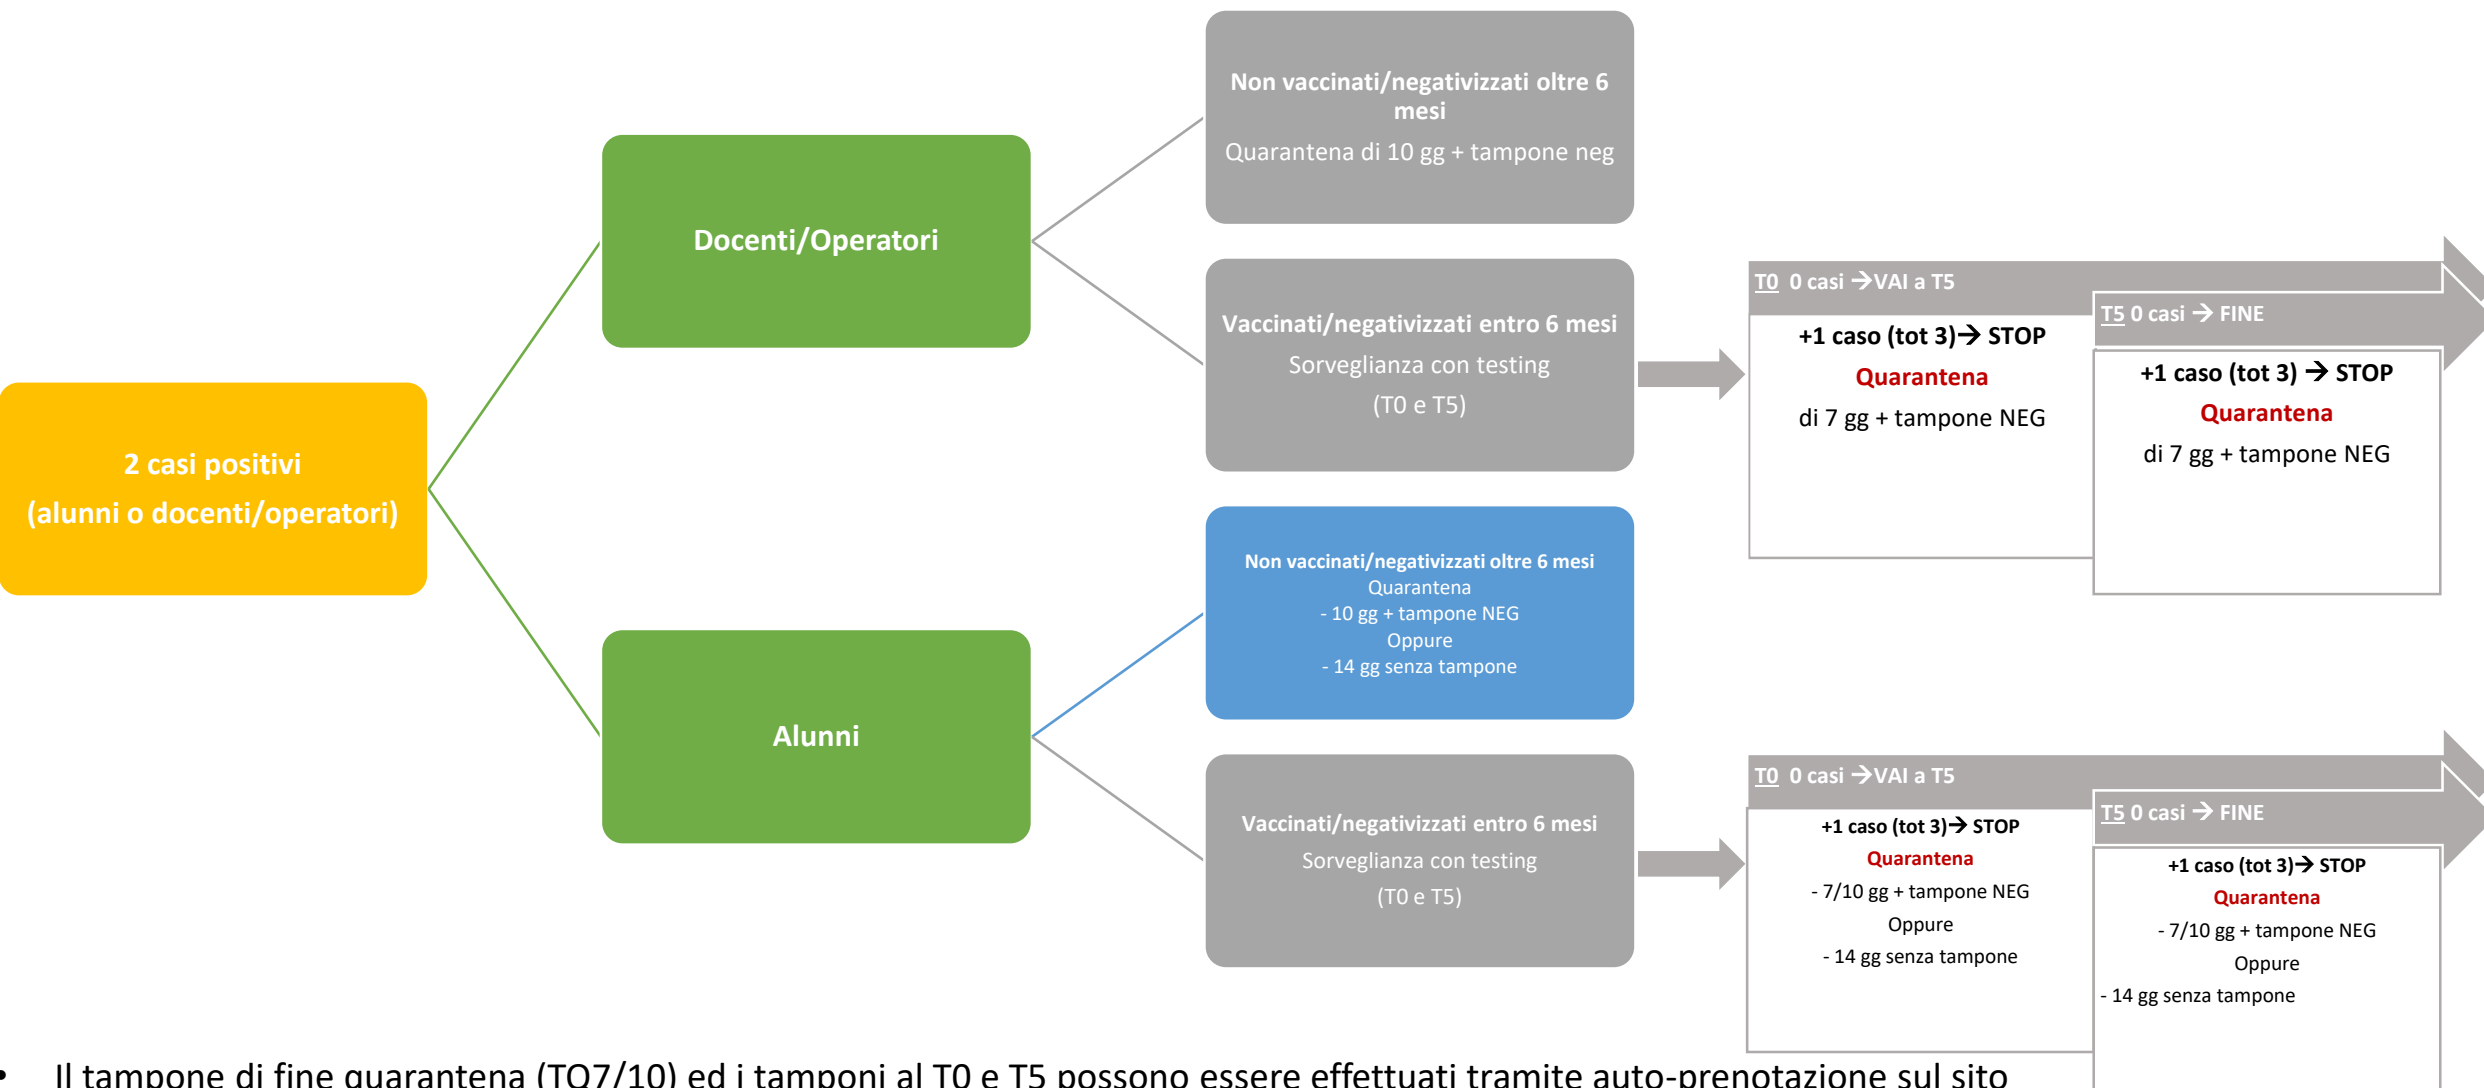 2 casi positivi
(alunni o docenti/operatori)
Docenti/Operatori
Non vaccinati/negativizzati oltre 6
mesi
Quarantena di 10 gg + tampone neg
Vaccinati/negativizzati entro 6 mesi
Sorveglianza con testing
(T0 e T5)
T0 0 casi →VAI a T5
+1 caso (tot 3)→ STOP
Quarantena
di 7 gg + tampone NEG
T5 0 casi → FINE
+1 caso (tot 3) → STOP
Quarantena
di 7 gg + tampone NEG
Alunni
Non vaccinati/negativizzati oltre 6 mesi
Quarantena
- 10 gg + tampone NEG
Oppure
- 14 gg senza tampone
Vaccinati/negativizzati entro 6 mesi
Sorveglianza con testing
(T0 e T5)
T0 0 casi →VAI a T5
+1 caso (tot 3)→ STOP
Quarantena
- 7/10 gg + tampone NEG
Oppure
- 14 gg senza tampone
T5 0 casi → FINE
+1 caso (tot 3)→ STOP
Quarantena
- 7/10 gg + tampone NEG
Oppure
- 14 gg senza tampone
• Il tampone di fine quarantena (TQ7/10) ed i tamponi al T0 e T5 possono essere effettuati tramite auto-prenotazione sul sito